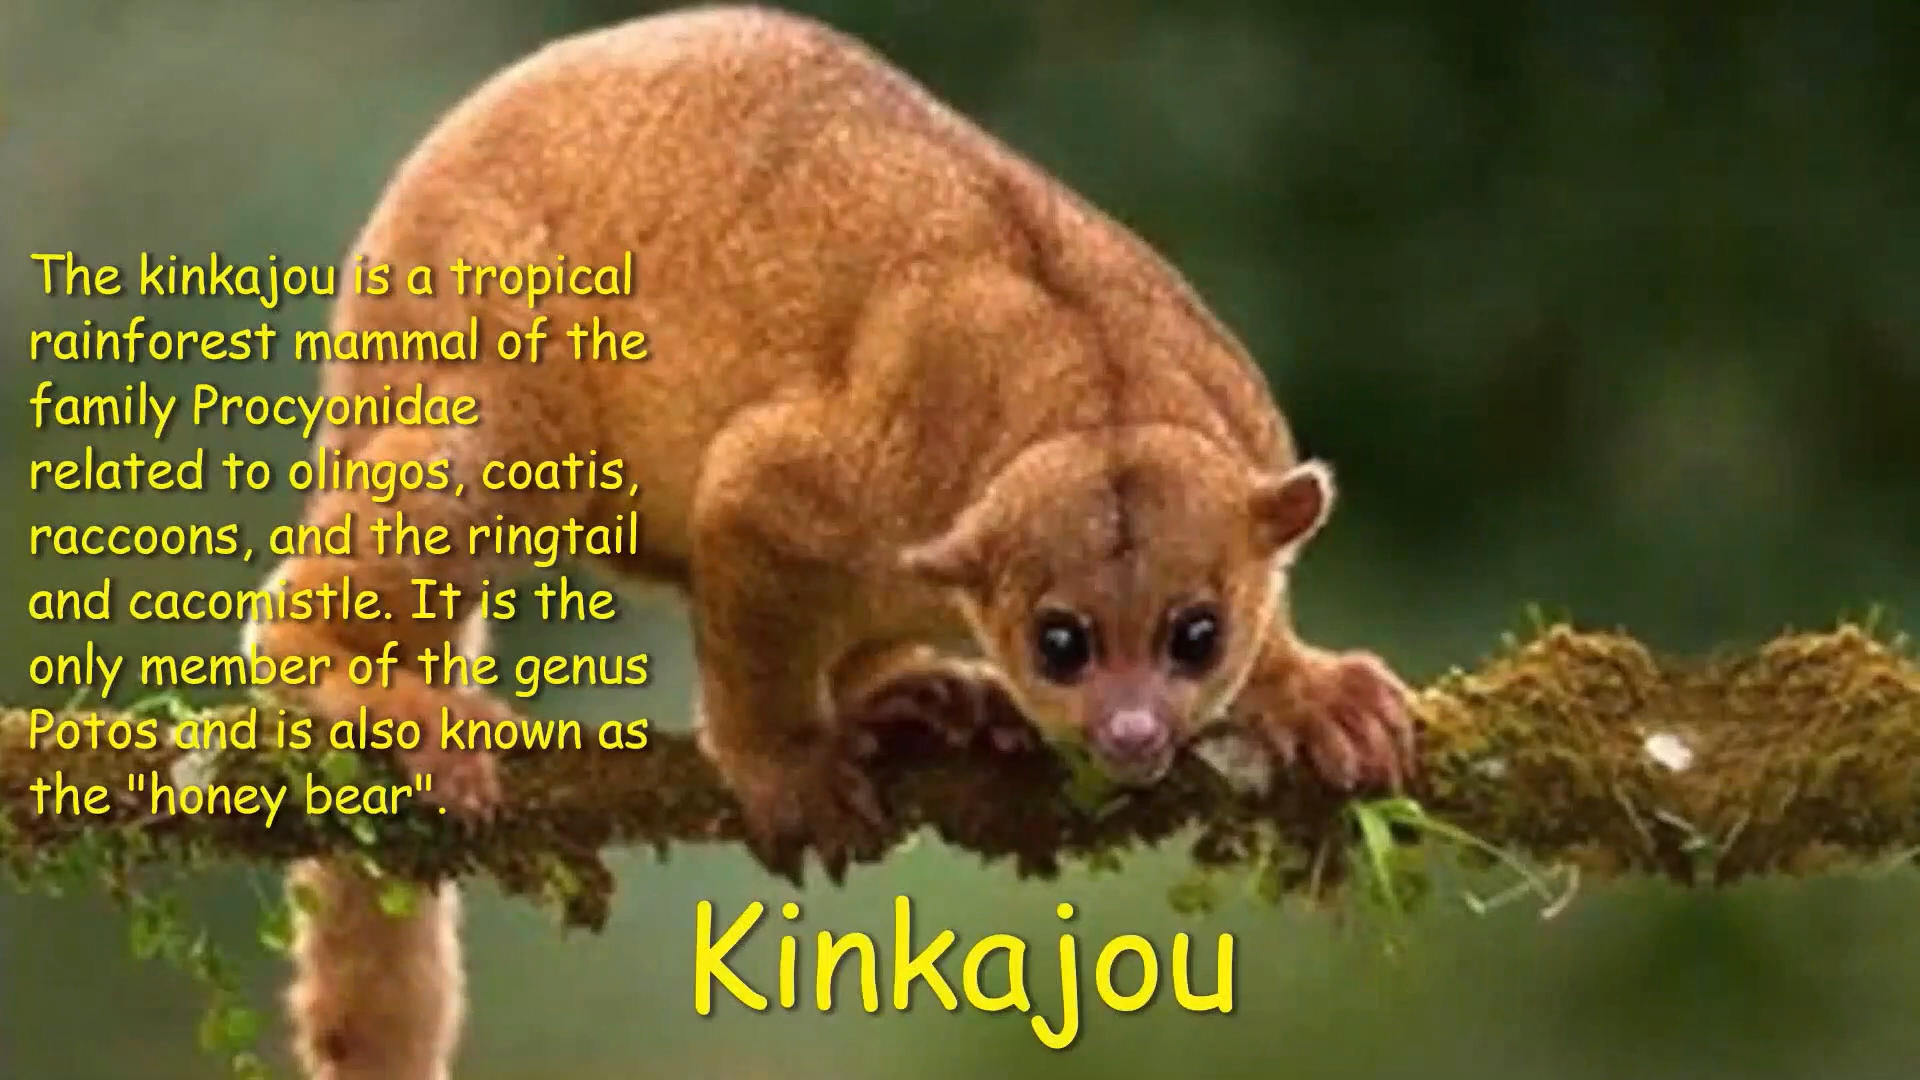 The kinkajou is a tropical
rainforest mammal of the
family Procyonidae
related to olingos, coatis,
raccoons, and the ringtail
and cacomistle. It is the
only member of the genus
Potos and is also known as
the "honey bear".
Kinkajou